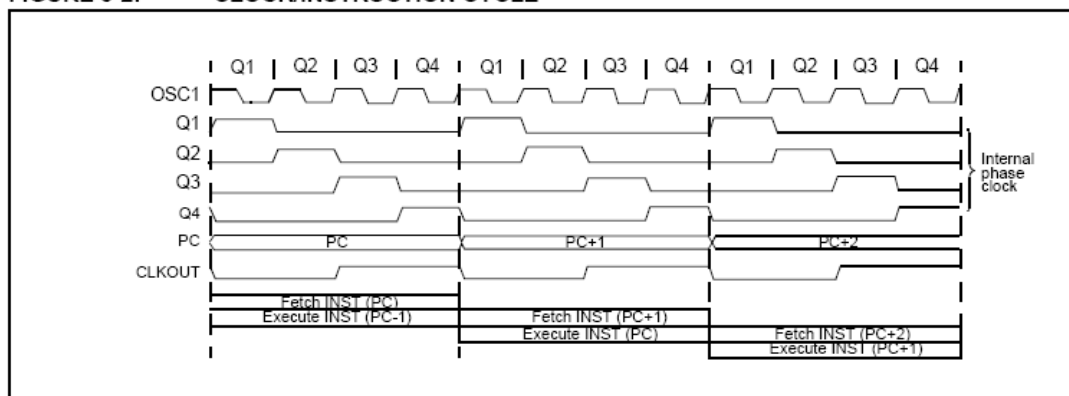 Q1 | Q2 | Q3 | Q4 | Q1 | Q2 | Q3 | Q4 | Q1 | Q2 | Q3 | Q4
OSC1
Q1
Q2
Q3
Q4
Internal
phase
clock
PC PC PC+1 PC+2
CLKOUT
Fetch INST (PC)
Execute INST (PC-1) Fetch INST (PC+1)
Execute INST (PC) Fetch INST (PC+2)
Execute INST (PC+1)